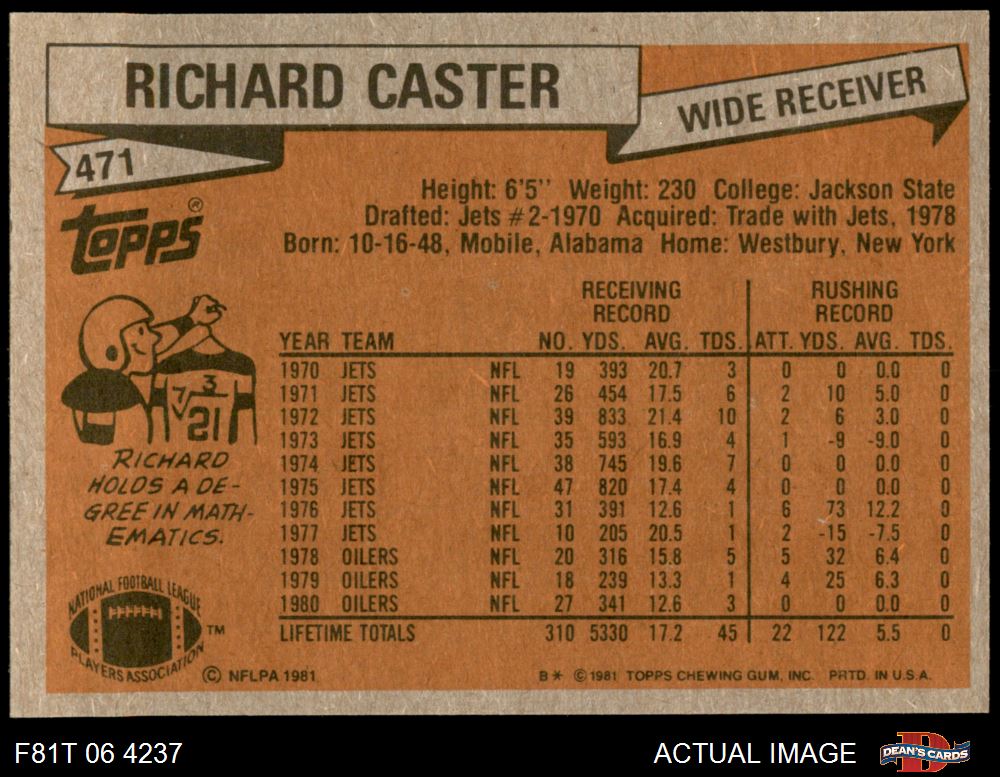 RICHARD CASTER
WIDE RECEIVER
471
topps®
Height: 6'5'' Weight: 230 College: Jackson State
Drafted: Jets #2-1970 Acquired: Trade with Jets, 1978
Born: 10-16-48, Mobile, Alabama Home: Westbury, New York
RECEIVING RECORD RUSHING RECORD
YEAR TEAM NO. YDS. AVG. TDS. ATT. YDS. AVG. TDS.
1970 JETS NFL 19 393 20.7 3 0 0 0.0 0
1971 JETS NFL 26 454 17.5 6 2 10 5.0 0
1972 JETS NFL 39 833 21.4 10 2 6 3.0 0
1973 JETS NFL 35 593 16.9 4 1 -9 -9.0 0
1974 JETS NFL 38 745 19.6 7 0 0 0.0 0
1975 JETS NFL 47 820 17.4 4 0 0 0.0 0
1976 JETS NFL 31 391 12.6 1 6 73 12.2 0
1977 JETS NFL 10 205 20.5 1 2 -15 -7.5 0
1978 OILERS NFL 20 316 15.8 5 5 32 6.4 0
1979 OILERS NFL 18 239 13.3 1 4 25 6.3 0
1980 OILERS NFL 27 341 12.6 3 0 0 0.0 0
LIFETIME TOTALS 310 5330 17.2 45 22 122 5.5 0
3
7√21
RICHARD
HOLDS A DE-
GREE IN MATH-
EMATICS.
NATIONAL FOOTBALL LEAGUE
PLAYERS ASSOCIATION
TM
© NFLPA 1981
B* © 1981 TOPPS CHEWING GUM, INC. PRTD. IN U.S.A.
F81T 06 4237
ACTUAL IMAGE
D
DEAN'S CARDS